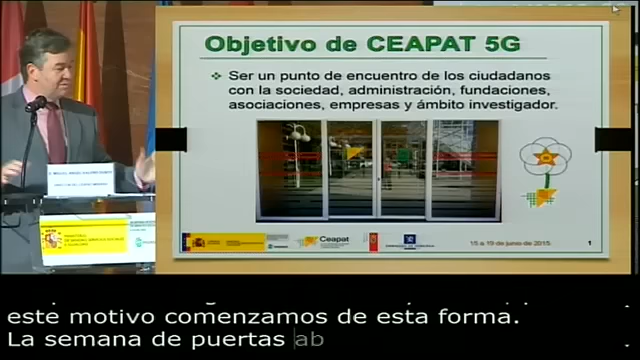 Objetivo de CEAPAT 5G
❖ Ser un punto de encuentro de los ciudadanos
con la sociedad, administración, fundaciones,
asociaciones, empresas y ámbito investigador.
Ceapat
15 a 19 de junio de 2015
1
MINISTERIO
este motivo comenzamos de esta forma.
La semana de puertas ab